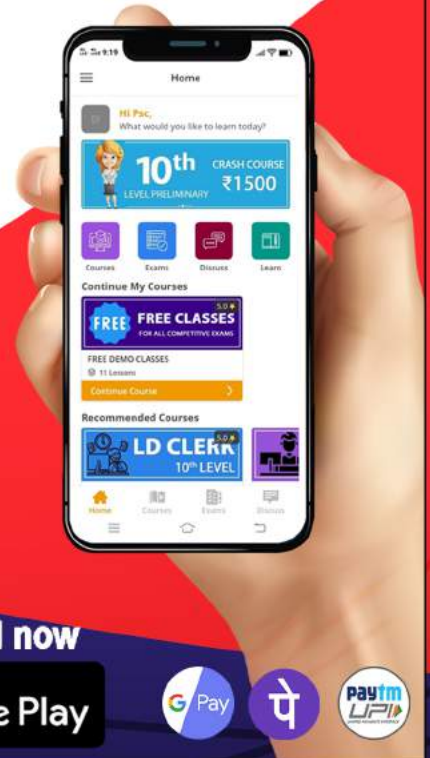 9:19
Home
Hi Psc,
What would you like to learn today?
10th
LEVEL PRELIMINARY
CRASH COURSE
₹1500
Courses Exams Discuss Learn
Continue My Courses
5.0
FREE
FREE CLASSES
FOR ALL COMPETITIVE EXAMS
FREE DEMO CLASSES
11 Lessons
Continue Course
Recommended Courses
5.0
LD CLERK
10th LEVEL
Home Courses Exams Discuss
now
e Play
G Pay
पे
Paytm
UPI